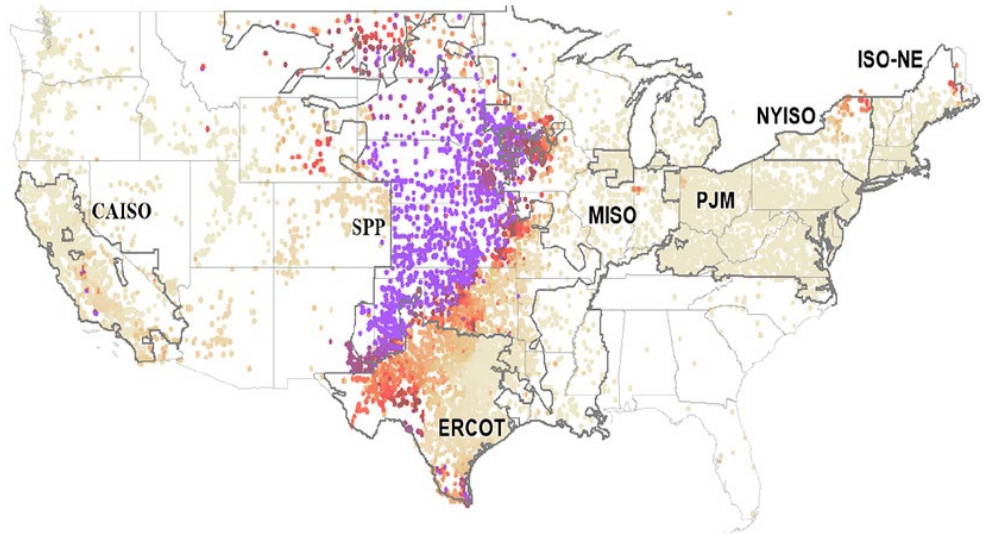 ISO-NE
NYISO
CAISO
SPP
MISO
PJM
ERCOT